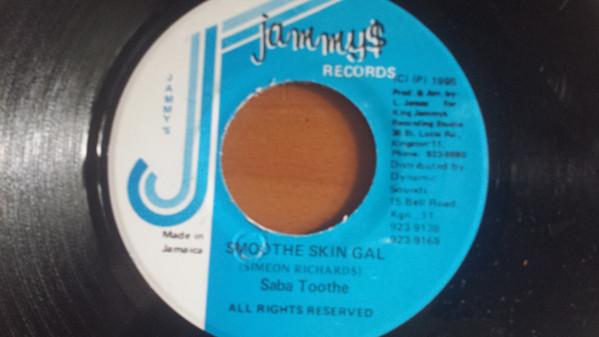 jammy$
RECORDS
JAMMY'S
(C) (P) 1995
Prod & Arr. by:
L. James for
King Jammys
Recording Studio
38 St. Lucia Rd.,
Kingston 11.
Phone: 923-8880
Distributed by:
Dynamic
Sounds
15 Bell Road
Kgn. 11
923-9138
923-9168
Made in
Jamaica
SMOOTHE SKIN GAL
(SIMEON RICHARDS)
Saba Toothe
ALL RIGHTS RESERVED